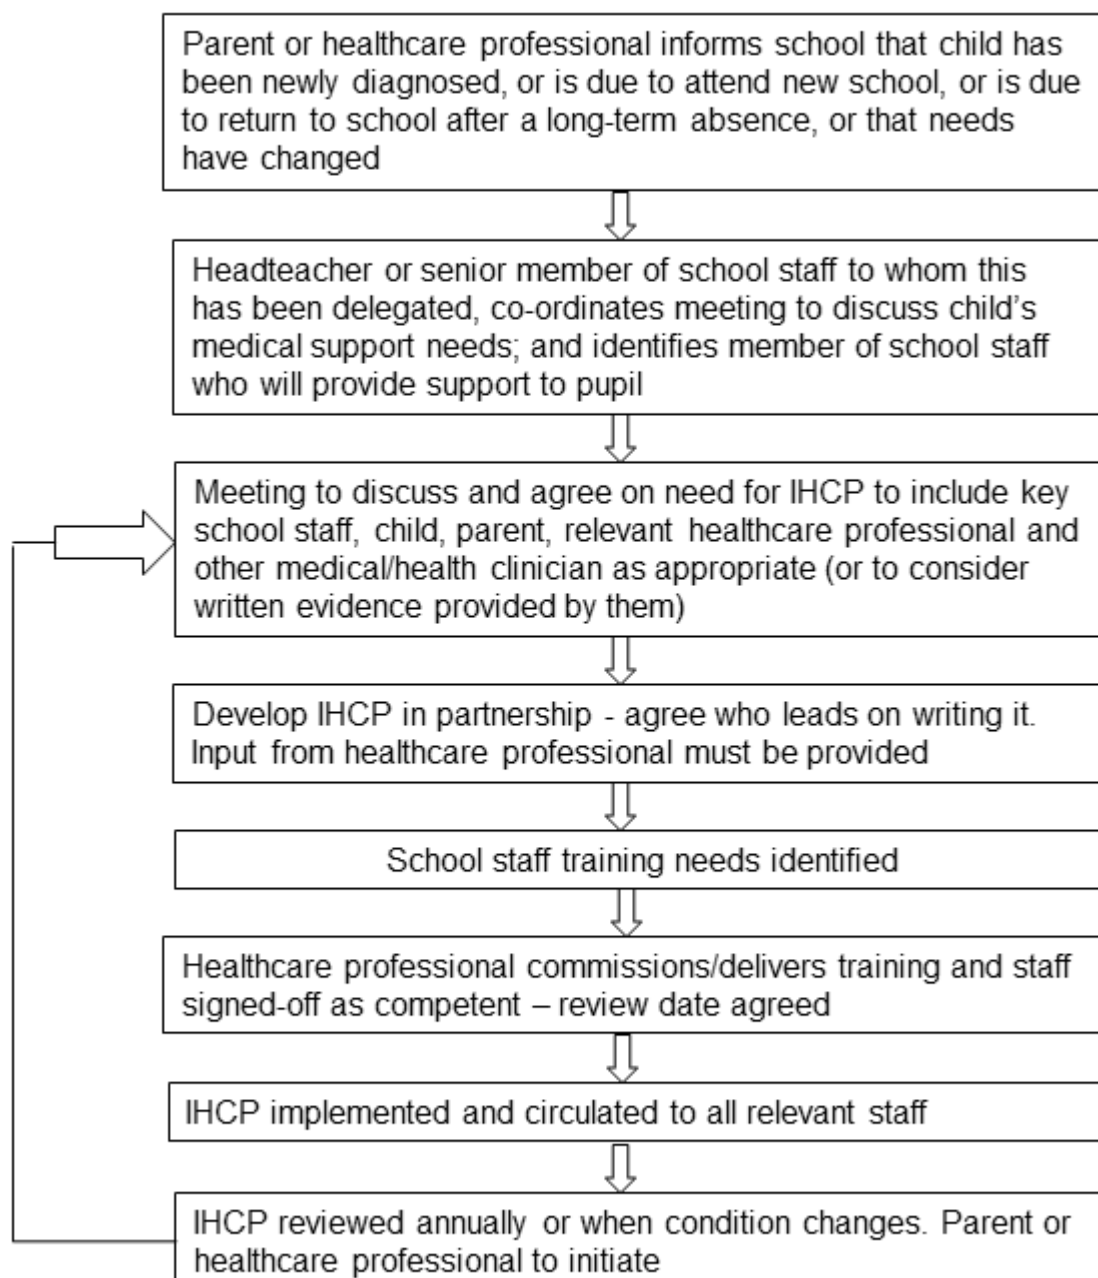 Parent or healthcare professional informs school that child has
been newly diagnosed, or is due to attend new school, or is due
to return to school after a long-term absence, or that needs
have changed
Headteacher or senior member of school staff to whom this
has been delegated, co-ordinates meeting to discuss child's
medical support needs; and identifies member of school staff
who will provide support to pupil
Meeting to discuss and agree on need for IHCP to include key
school staff, child, parent, relevant healthcare professional and
other medical/health clinician as appropriate (or to consider
written evidence provided by them)
Develop IHCP in partnership - agree who leads on writing it.
Input from healthcare professional must be provided
School staff training needs identified
Healthcare professional commissions/delivers training and staff
signed-off as competent – review date agreed
IHCP implemented and circulated to all relevant staff
IHCP reviewed annually or when condition changes. Parent or
healthcare professional to initiate